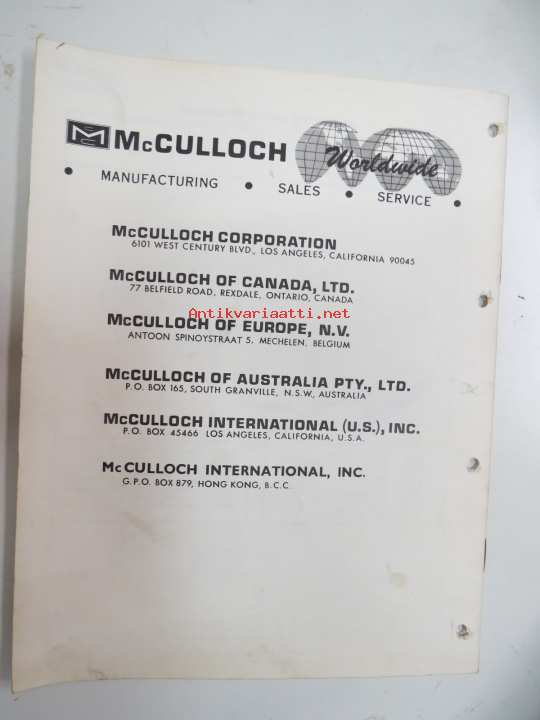 McCULLOCH Worldwide
• MANUFACTURING • SALES • SERVICE •
McCULLOCH CORPORATION
6101 WEST CENTURY BLVD., LOS ANGELES, CALIFORNIA 90045
McCULLOCH OF CANADA, LTD.
77 BELFIELD ROAD, REXDALE, ONTARIO, CANADA
Antikvariaatti.net
McCULLOCH OF EUROPE, N.V.
ANTOON SPINOYSTRAAT 5, MECHELEN, BELGIUM
McCULLOCH OF AUSTRALIA PTY., LTD.
P.O. BOX 165, SOUTH GRANVILLE, N.S.W, AUSTRALIA
McCULLOCH INTERNATIONAL (U.S.), INC.
P.O. BOX 45466 LOS ANGELES, CALIFORNIA, U.S.A.
McCULLOCH INTERNATIONAL, INC.
G.P.O. BOX 879, HONG KONG, B.C.C.